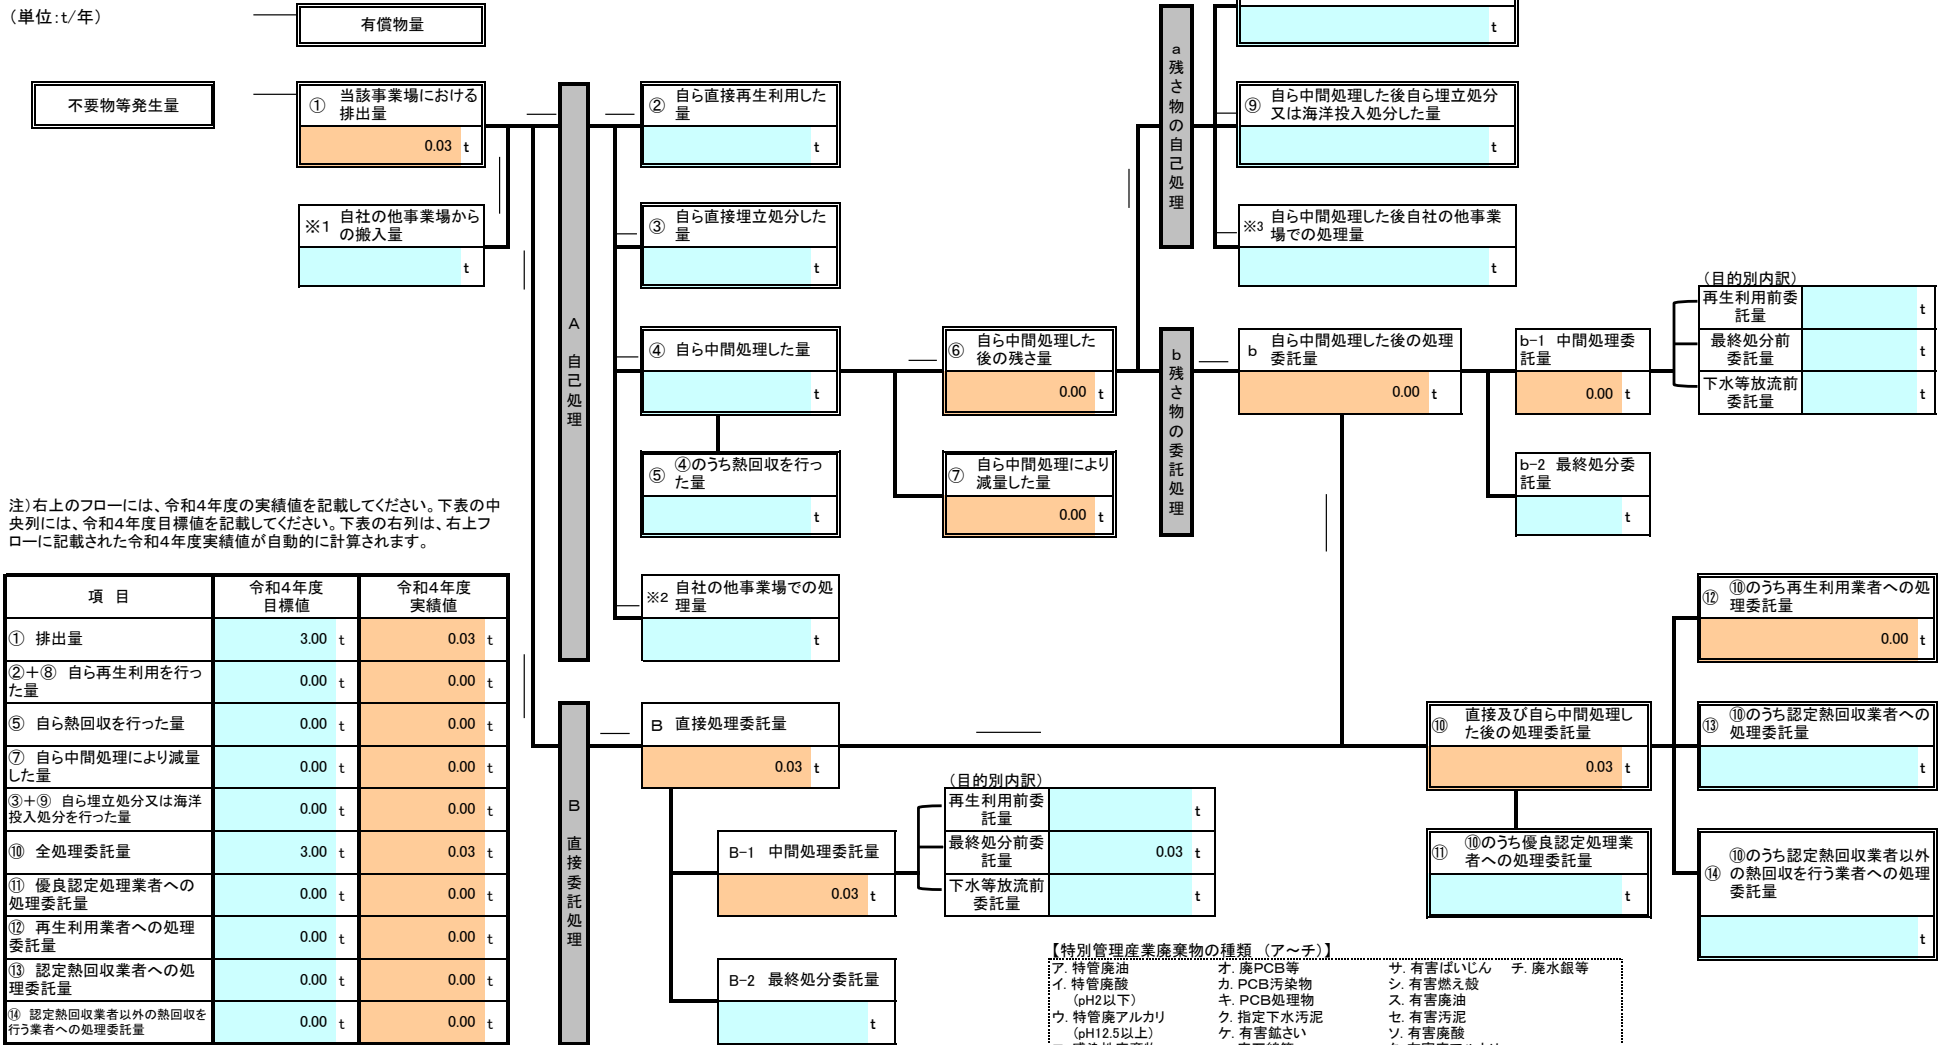 (単位:t/年)
有償物量
t
不要物等発生量
① 当該事業場における
排出量
0.03 t
※1 自社の他事業場から
の搬入量
t
A 自己処理
② 自ら直接再生利用した
量
t
③ 自ら直接埋立処分した
量
t
④ 自ら中間処理した量
t
⑤ ④のうち熱回収を行っ
た量
t
※2 自社の他事業場での処
理量
t
⑥ 自ら中間処理した
後の残さ量
0.00 t
⑦ 自ら中間処理により
減量した量
0.00 t
a 残さ物の自己処理
⑨ 自ら中間処理した後自ら埋立処分
又は海洋投入処分した量
t
※3 自ら中間処理した後自社の他事業
場での処理量
t
b 残さ物の委託処理
b 自ら中間処理した後の処理
委託量
0.00 t
b-1 中間処理委
託量
0.00 t
b-2 最終処分委
託量
t
(目的別内訳)
再生利用前委
託量
t
最終処分前
委託量
t
下水等放流前
委託量
t
注)右上のフローには、令和4年度の実績値を記載してください。下表の中
央列には、令和4年度目標値を記載してください。下表の右列は、右上フ
ローに記載された令和4年度実績値が自動的に計算されます。
項 目 令和4年度
目標値 令和4年度
実績値
① 排出量 3.00 t 0.03 t
②+⑧ 自ら再生利用を行っ
た量 0.00 t 0.00 t
⑤ 自ら熱回収を行った量 0.00 t 0.00 t
⑦ 自ら中間処理により減量
した量 0.00 t 0.00 t
③+⑨ 自ら埋立処分又は海洋
投入処分を行った量 0.00 t 0.00 t
⑩ 全処理委託量 3.00 t 0.03 t
⑪ 優良認定処理業者への
処理委託量 0.00 t 0.00 t
⑫ 再生利用業者への処理
委託量 0.00 t 0.00 t
⑬ 認定熱回収業者への処
理委託量 0.00 t 0.00 t
⑭ 認定熱回収業者以外の熱回収を
行う業者への処理委託量 0.00 t 0.00 t
B 直接委託処理
B 直接処理委託量
0.03 t
B-1 中間処理委託量
0.03 t
B-2 最終処分委託量
t
(目的別内訳)
再生利用前委
託量
t
最終処分前委
託量
0.03 t
下水等放流前
委託量
t
⑩ 直接及び自ら中間処理し
た後の処理委託量
0.03 t
⑪ ⑩のうち優良認定処理業
者への処理委託量
t
⑫ ⑩のうち再生利用業者への処
理委託量
0.00 t
⑬ ⑩のうち認定熱回収業者への
処理委託量
t
⑭ ⑩のうち認定熱回収業者以外
の熱回収を行う業者への処理
委託量
t
【特別管理産業廃棄物の種類 (ア～チ)】
ア. 特管廃油 オ. 廃PCB等 サ. 有害ばいじん チ. 廃水銀等
イ. 特管廃酸 カ. PCB汚染物 シ. 有害燃え殻
(pH2以下) キ. PCB処理物 ス. 有害廃油
ウ. 特管廃アルカリ ク. 指定下水汚泥 セ. 有害汚泥
(pH12.5以上) ケ. 有害鉱さい ソ. 有害廃酸